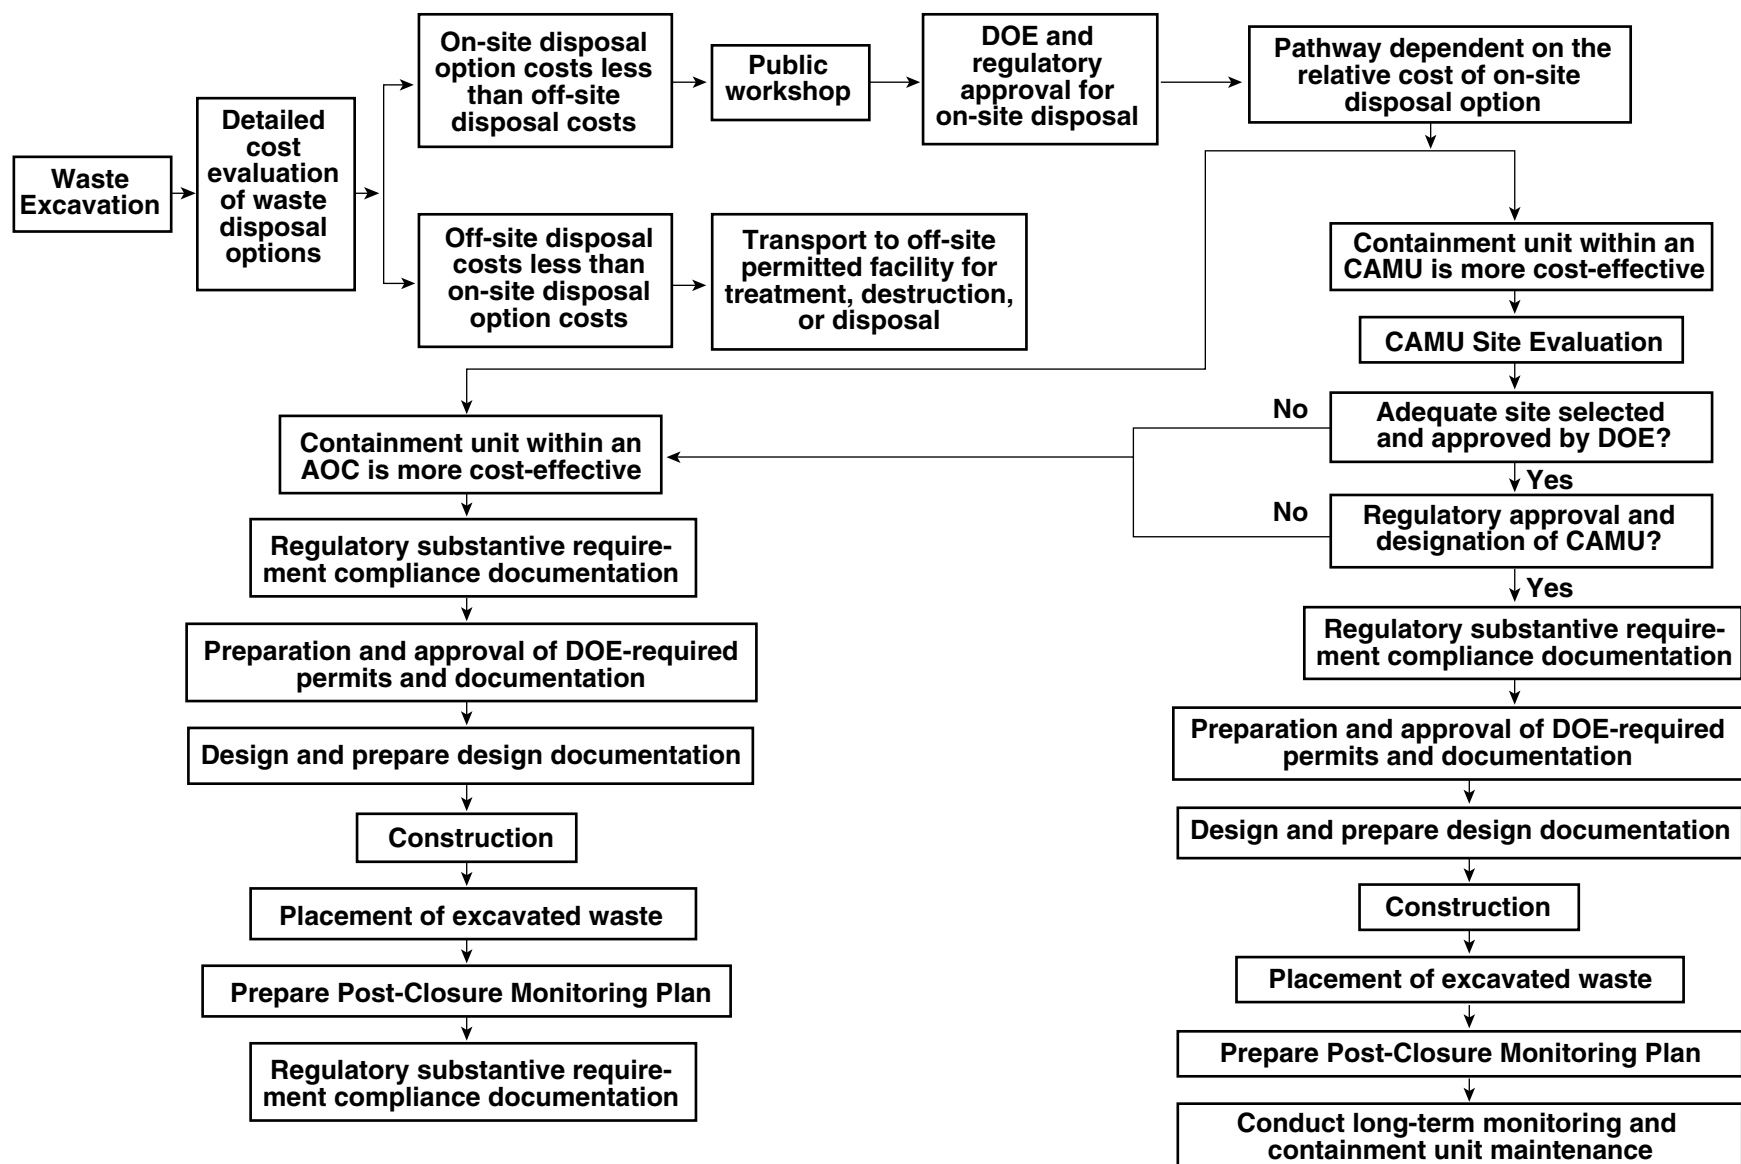 Waste
Excavation
Detailed
cost
evaluation
of waste
disposal
options
On-site disposal
option costs less
than off-site
disposal costs
Public
workshop
DOE and
regulatory
approval for
on-site disposal
Pathway dependent on the
relative cost of on-site
disposal option
Off-site disposal
costs less than
on-site disposal
option costs
Transport to off-site
permitted facility for
treatment, destruction,
or disposal
Containment unit within an
CAMU is more cost-effective
CAMU Site Evaluation
No
Adequate site selected
and approved by DOE?
Yes
No
Regulatory approval and
designation of CAMU?
Yes
Regulatory substantive require-
ment compliance documentation
Preparation and approval of DOE-required
permits and documentation
Design and prepare design documentation
Construction
Placement of excavated waste
Prepare Post-Closure Monitoring Plan
Conduct long-term monitoring and
containment unit maintenance
Containment unit within an
AOC is more cost-effective
Regulatory substantive require-
ment compliance documentation
Preparation and approval of DOE-required
permits and documentation
Design and prepare design documentation
Construction
Placement of excavated waste
Prepare Post-Closure Monitoring Plan
Regulatory substantive require-
ment compliance documentation